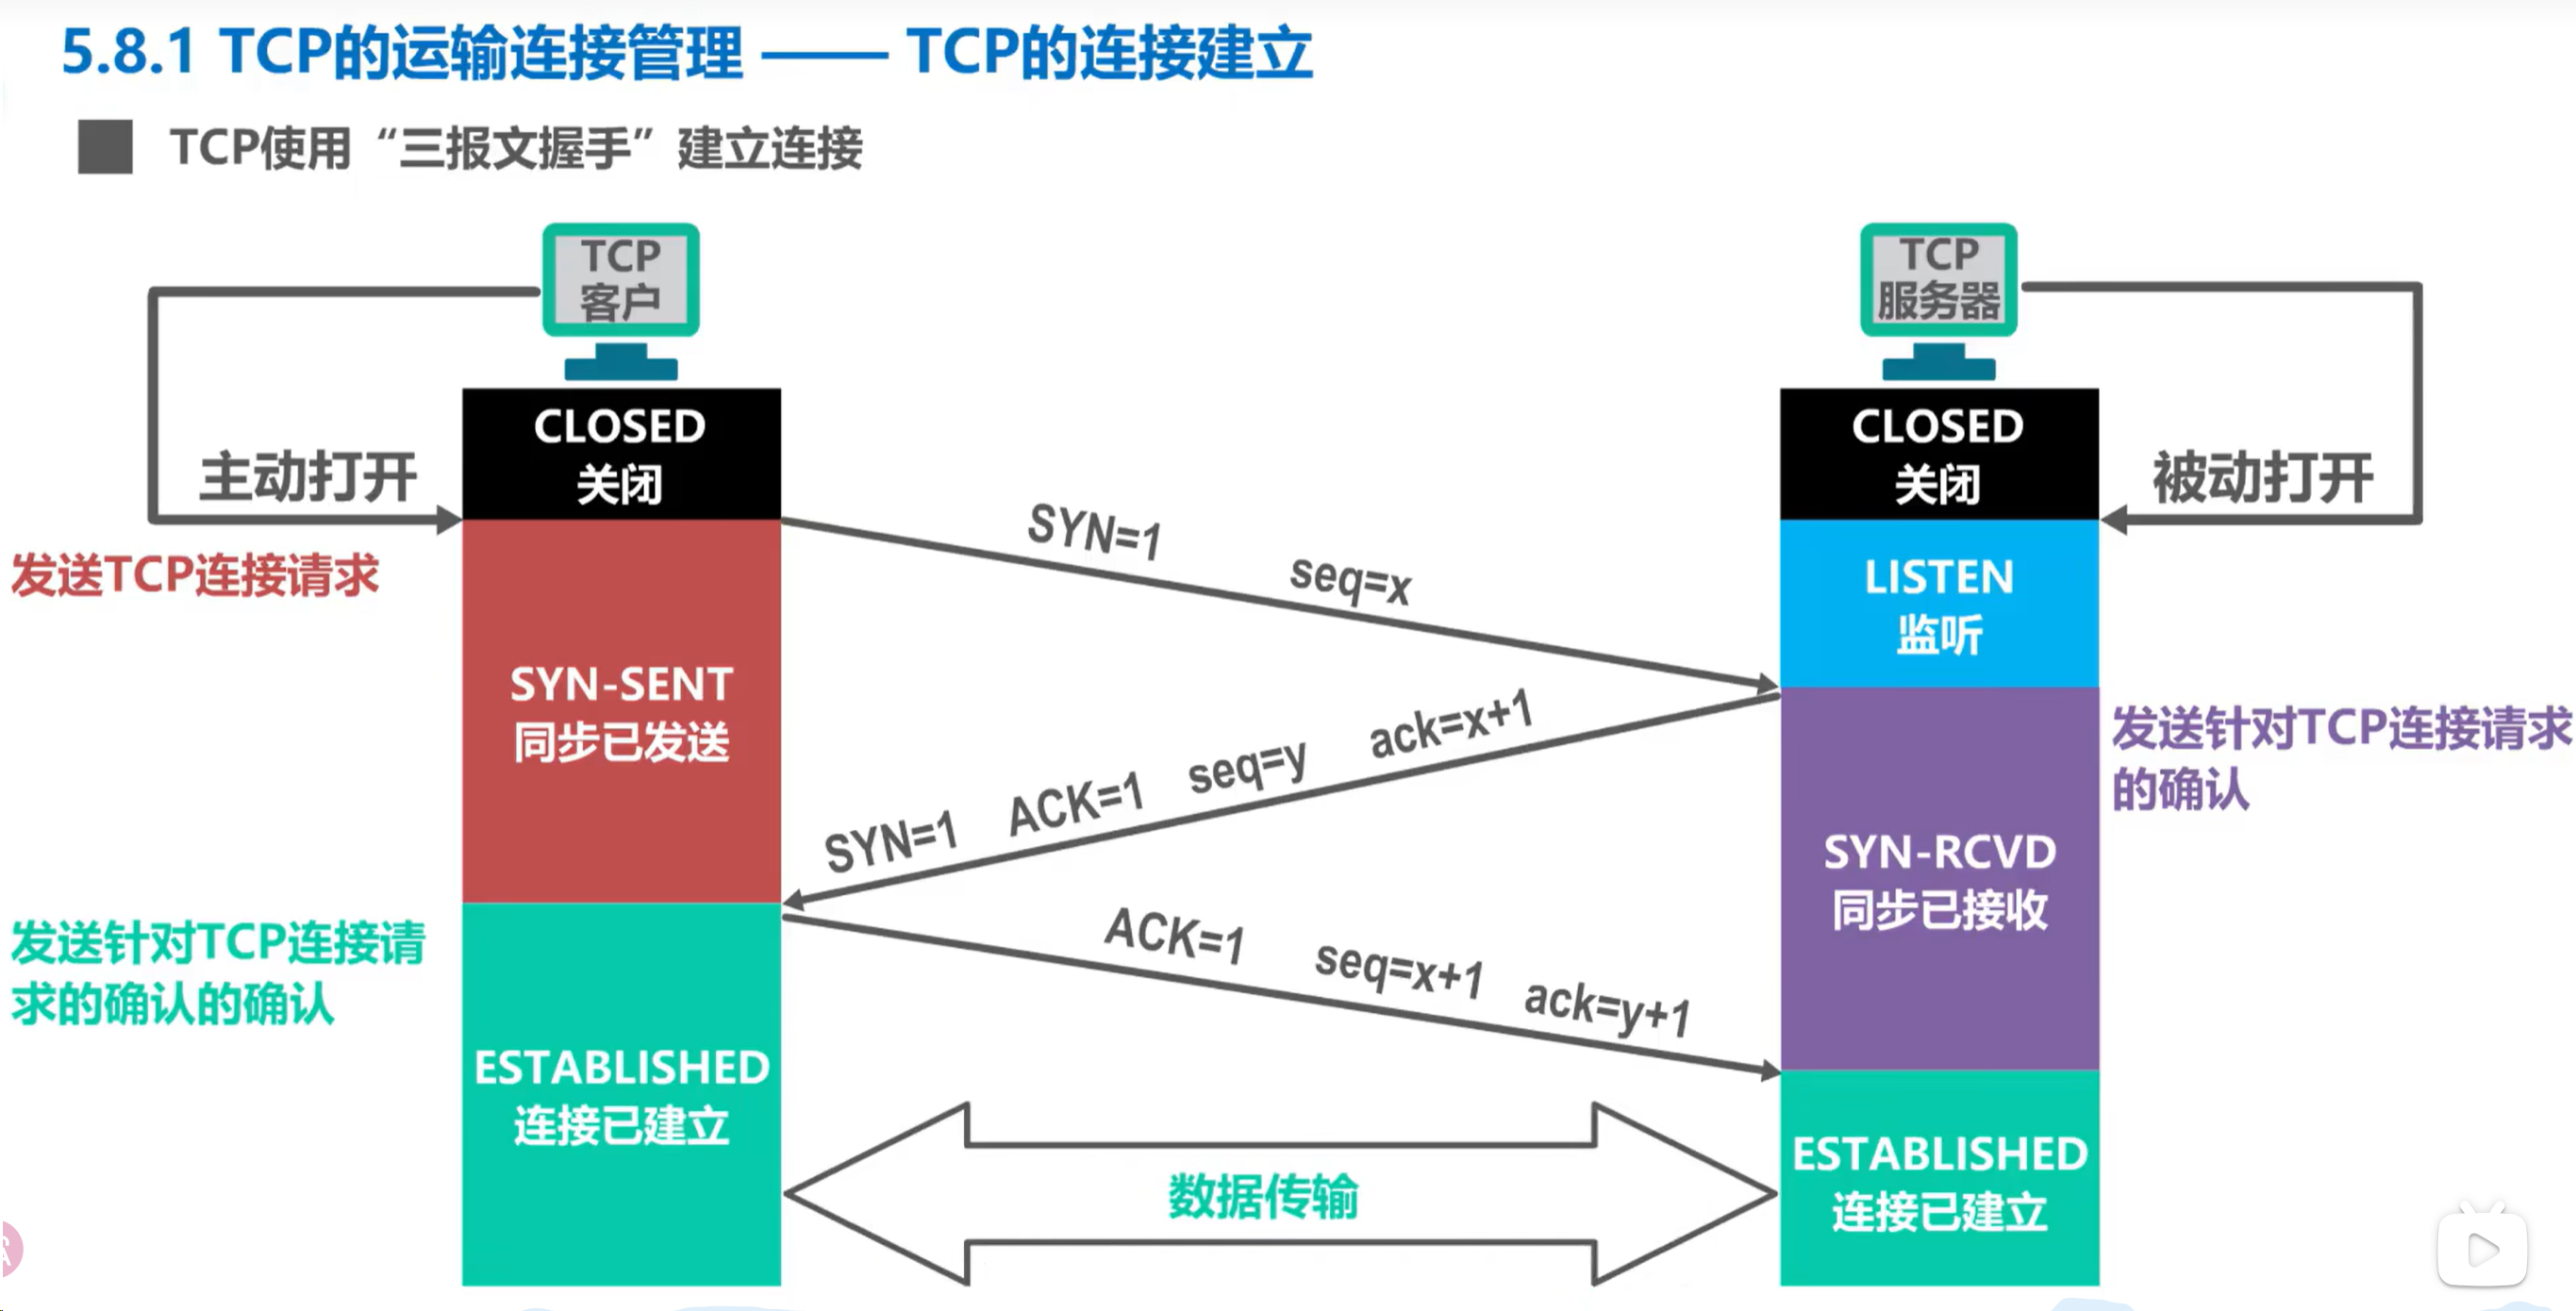 5.8.1 TCP的运输连接管理 —— TCP的连接建立
TCP使用“三报文握手”建立连接
TCP
客户
TCP
服务器
CLOSED
关闭
CLOSED
关闭
主动打开
被动打开
发送TCP连接请求
SYN=1 seq=x
LISTEN
监听
SYN-SENT
同步已发送
发送针对TCP连接请求
的确认
SYN=1 ACK=1 seq=y ack=x+1
SYN-RCVD
同步已接收
发送针对TCP连接请
求的确认的确认
ACK=1 seq=x+1 ack=y+1
ESTABLISHED
连接已建立
数据传输
ESTABLISHED
连接已建立